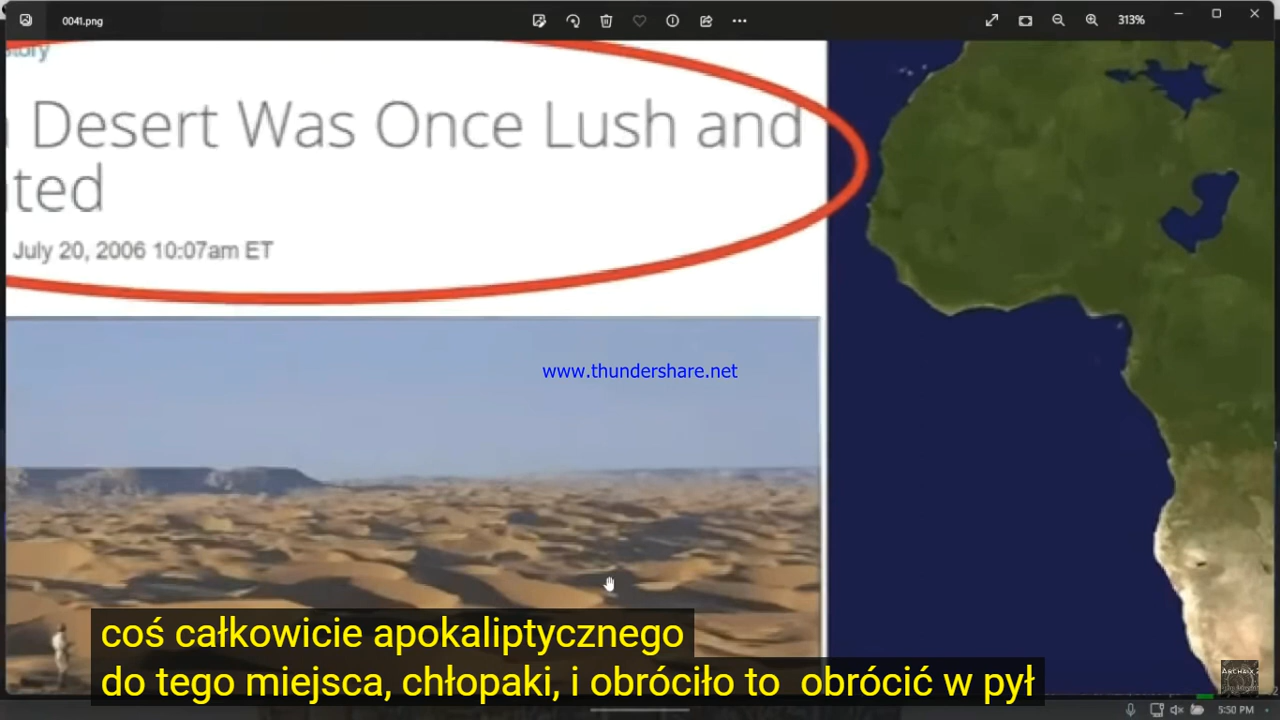 0041.png
313%
Desert Was Once Lush and
ted
July 20, 2006 10:07am ET
www.thundershare.net
coś całkowicie apokaliptycznego
do tego miejsca, chłopaki, i obróciło to obrócić w pył
5:50 PM